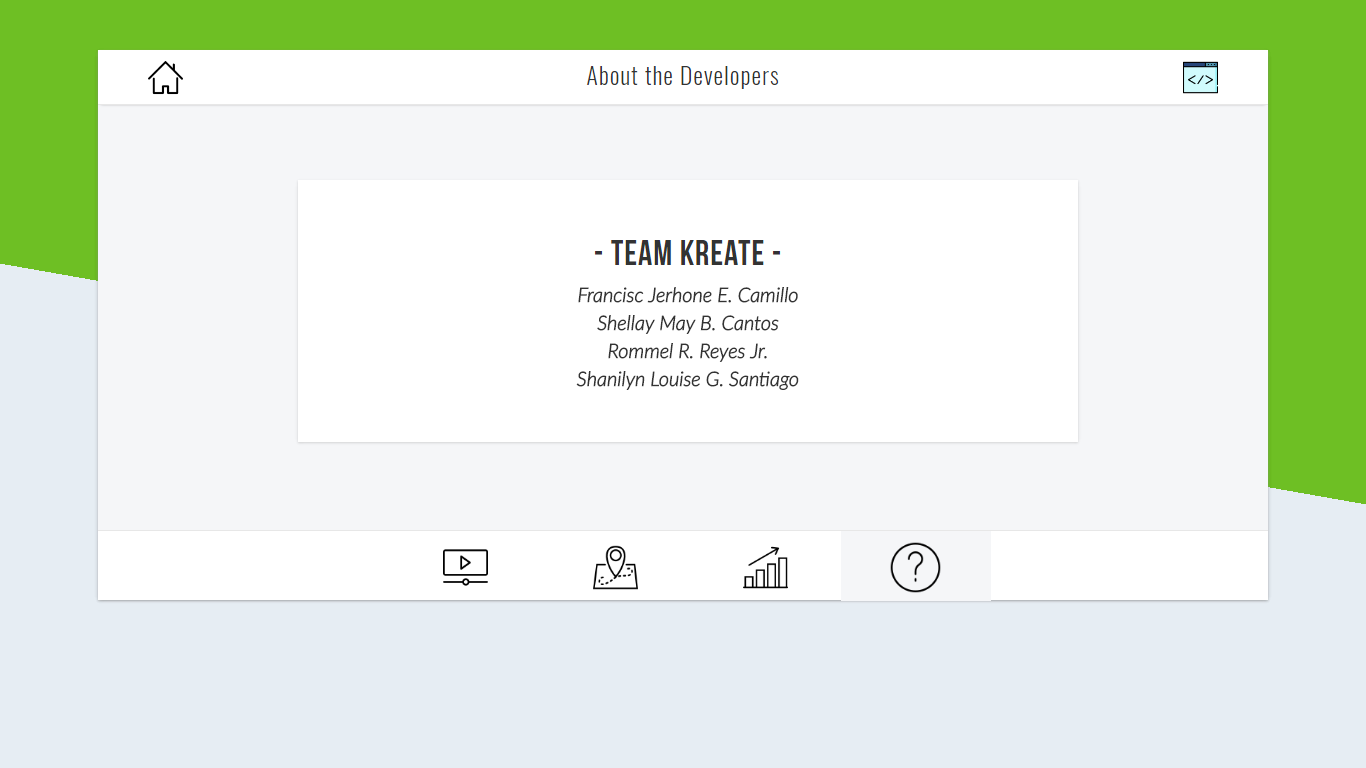 About the Developers
</>
- TEAM KREATE -
Francisc Jerhone E. Camillo
Shellay May B. Cantos
Rommel R. Reyes Jr.
Shanilyn Louise G. Santiago
?